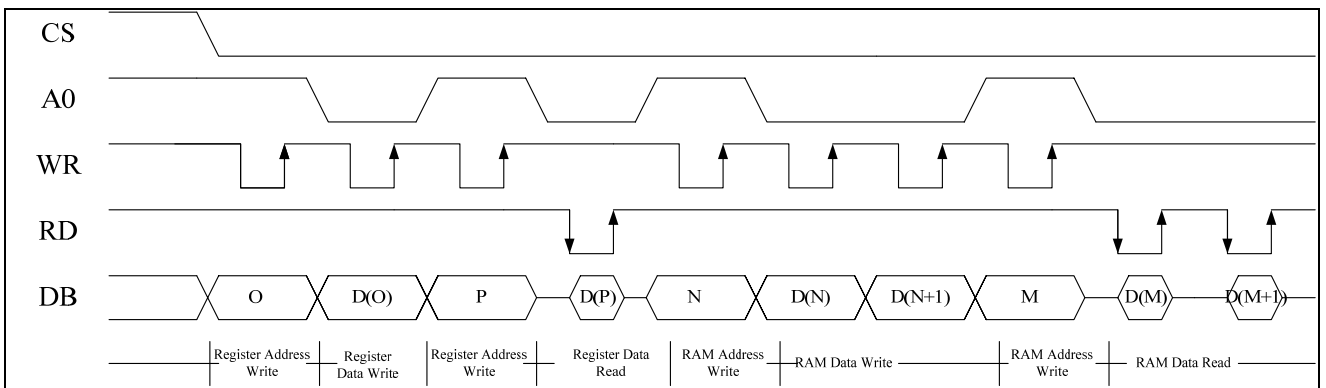 CS
A0
WR
RD
DB
O
D(O)
P
D(P)
N
D(N)
D(N+1)
M
D(M)
D(M+1)
Register Address
Write
Register
Data Write
Register Address
Write
Register Data
Read
RAM Address
Write
RAM Data Write
RAM Address
Write
RAM Data Read